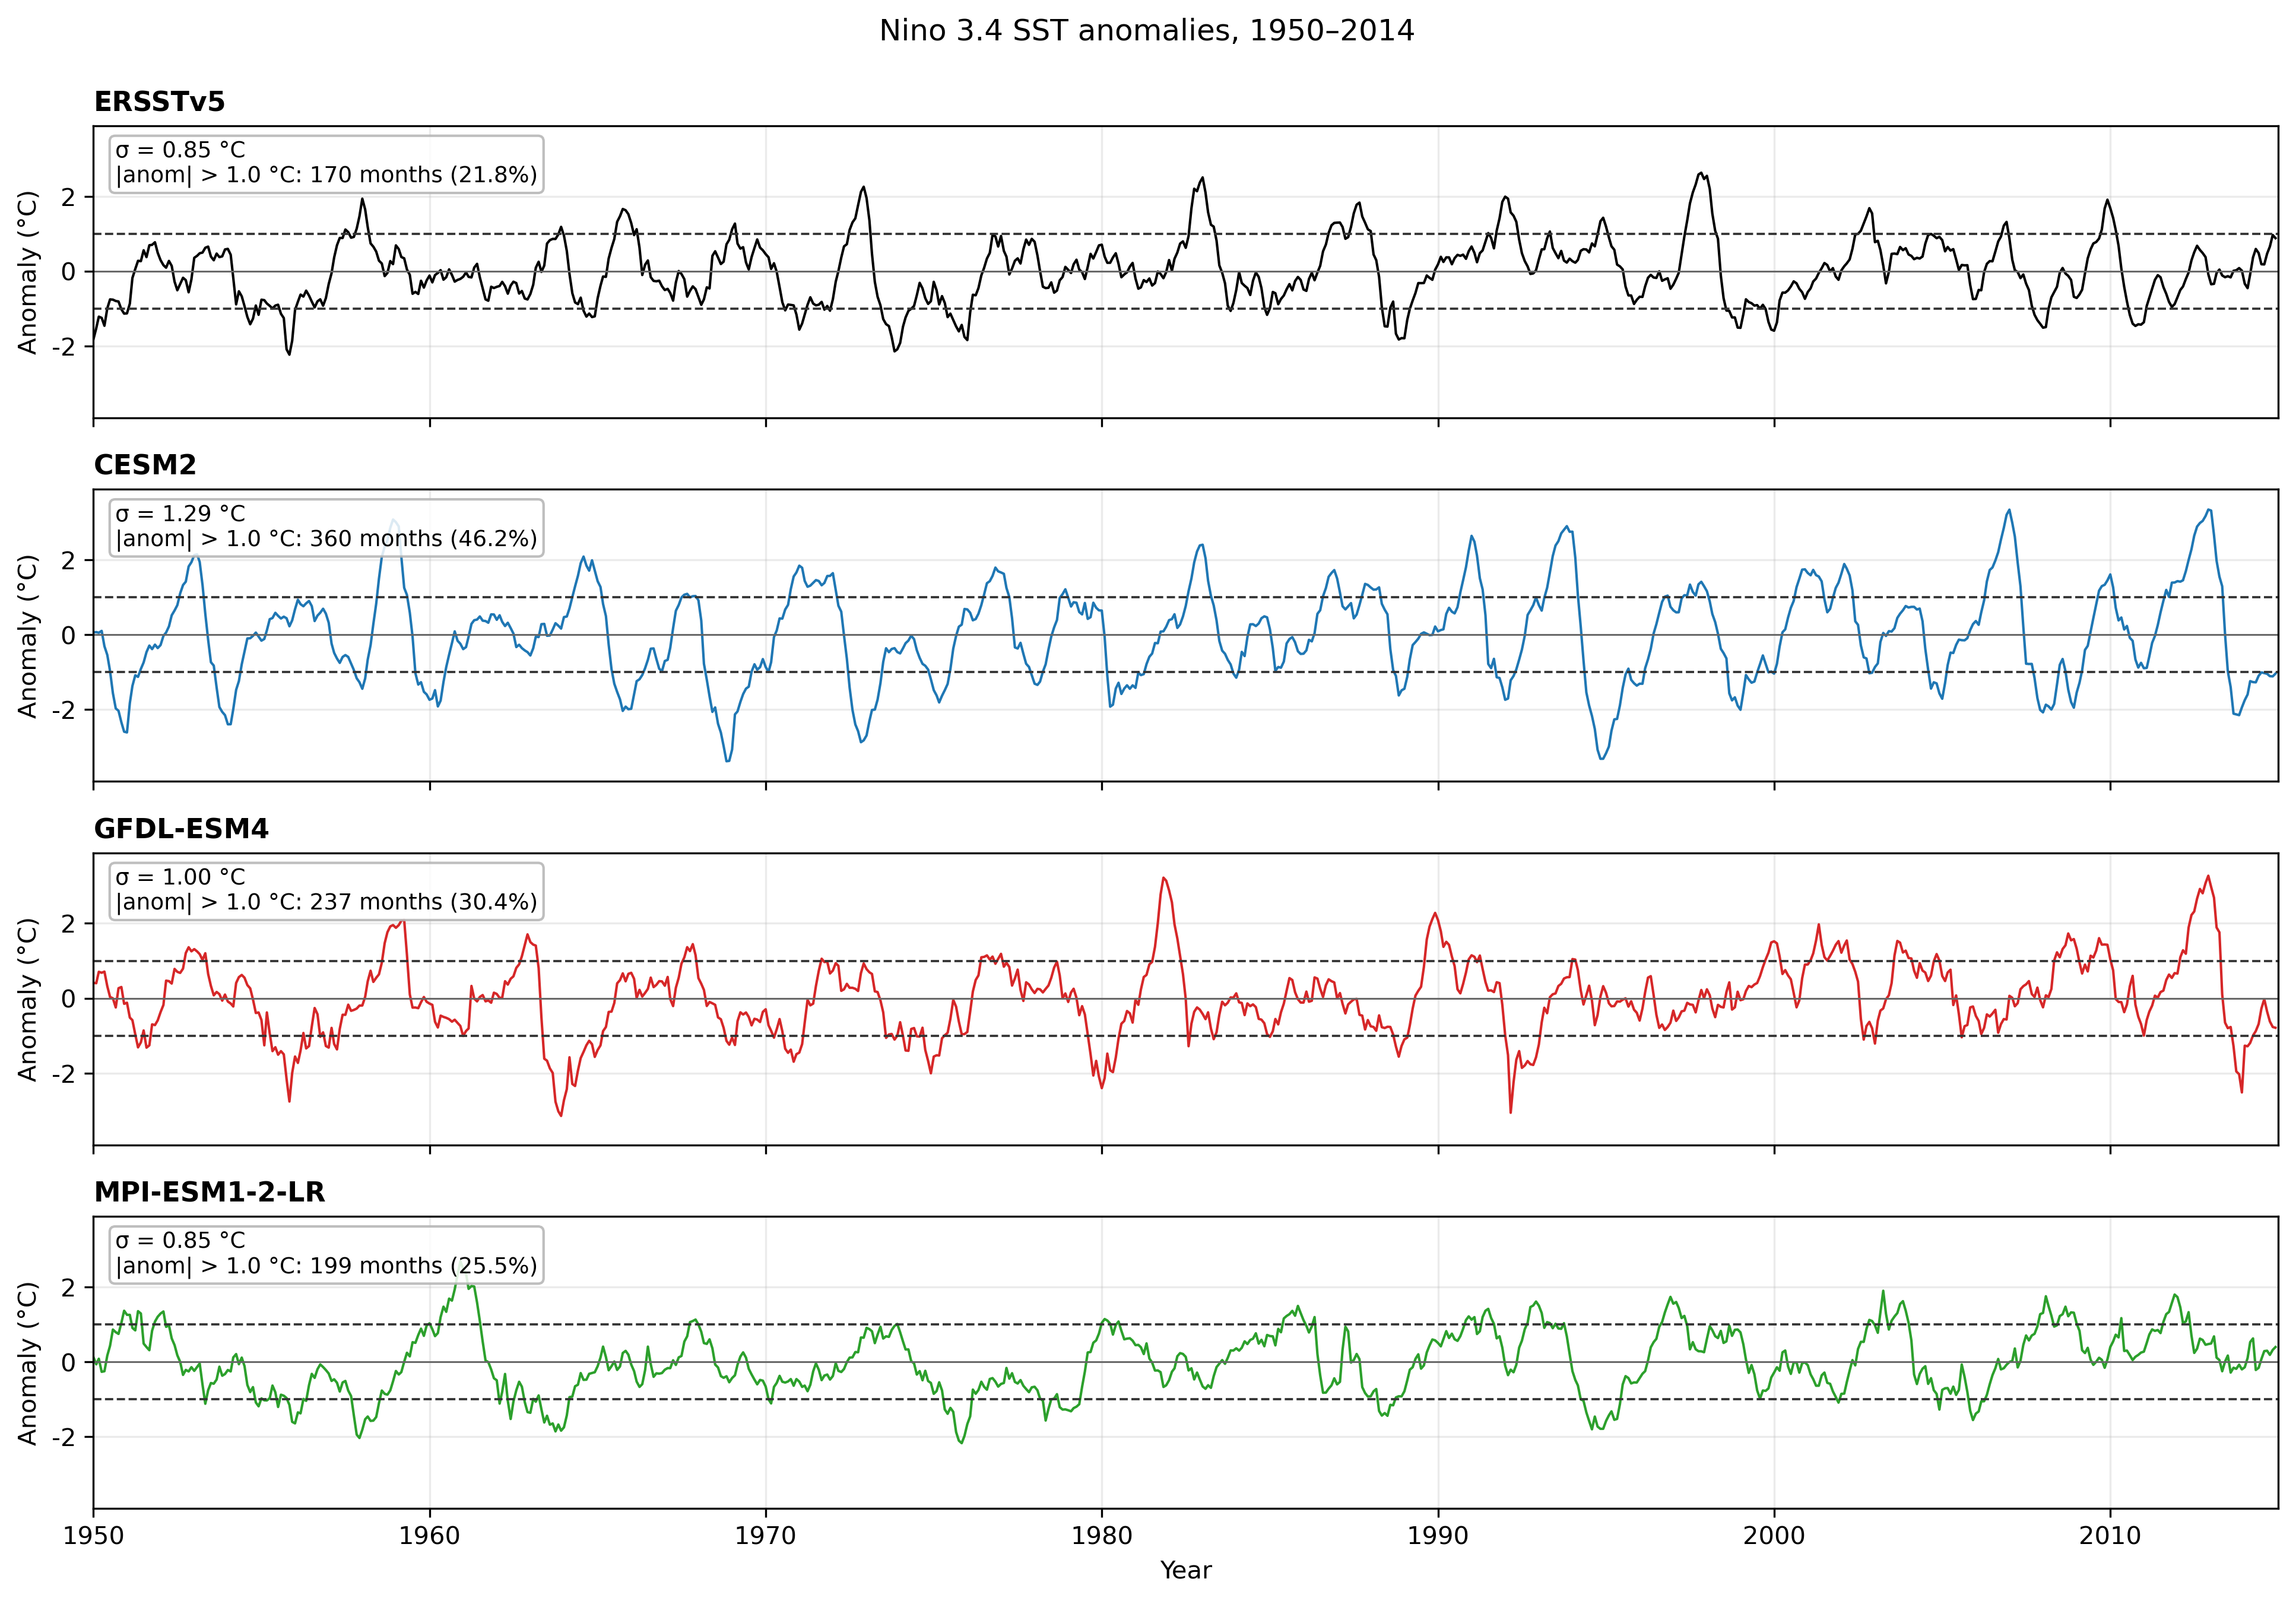 Nino 3.4 SST anomalies, 1950–2014
ERSSTv5
σ = 0.85 °C
|anom| > 1.0 °C: 170 months (21.8%)
Anomaly (°C)
2
0
-2
CESM2
σ = 1.29 °C
|anom| > 1.0 °C: 360 months (46.2%)
Anomaly (°C)
2
0
-2
GFDL-ESM4
σ = 1.00 °C
|anom| > 1.0 °C: 237 months (30.4%)
Anomaly (°C)
2
0
-2
MPI-ESM1-2-LR
σ = 0.85 °C
|anom| > 1.0 °C: 199 months (25.5%)
Anomaly (°C)
2
0
-2
1950 1960 1970 1980 1990 2000 2010
Year